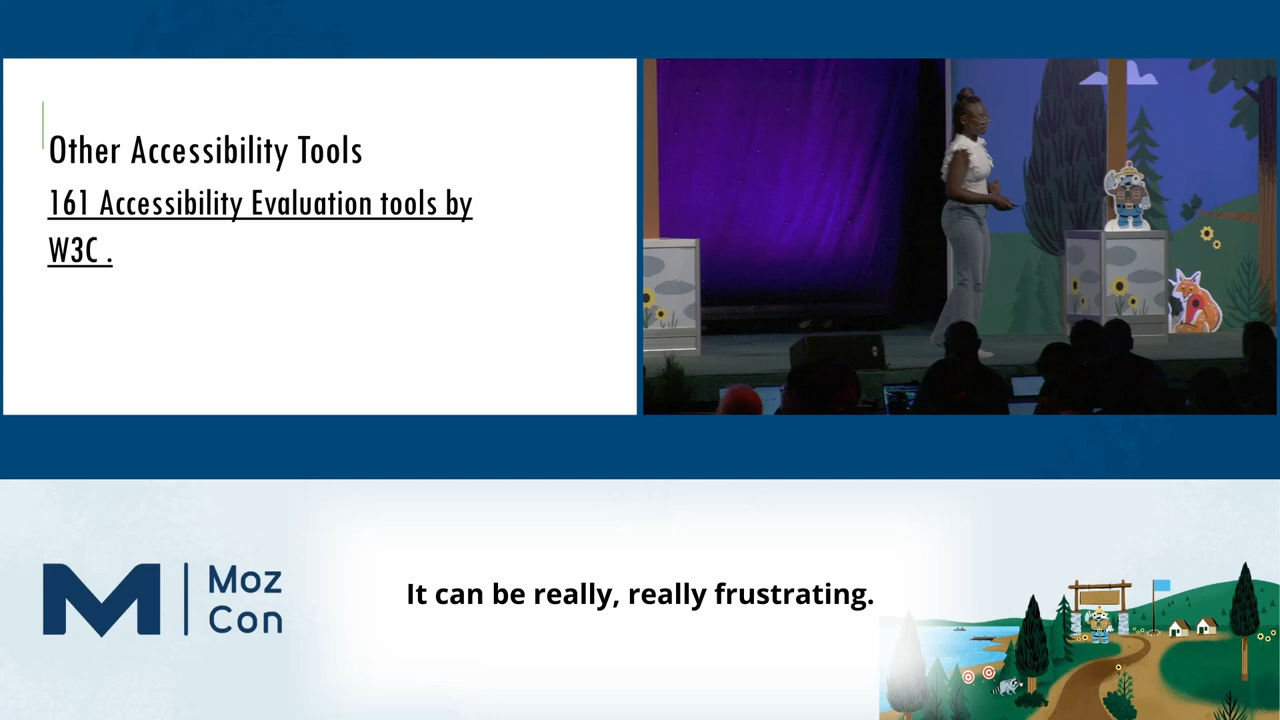 Other Accessibility Tools
161 Accessibility Evaluation tools by
W3C .
Moz
Con
It can be really, really frustrating.